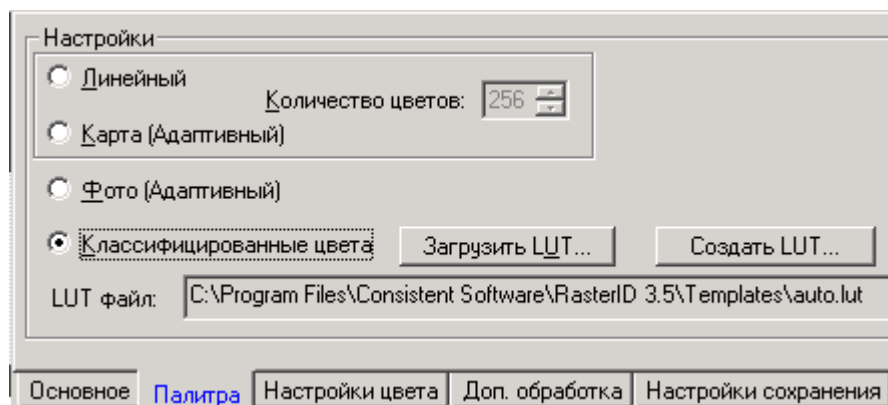 Настройки
Линейный
Количество цветов: 256
Карта (Адаптивный)
Фото (Адаптивный)
Классифицированные цвета Загрузить LUT... Создать LUT...
LUT файл: C:\Program Files\Consistent Software\RasterID 3.5\Templates\auto.lut
Основное Палитра Настройки цвета Доп. обработка Настройки сохранения